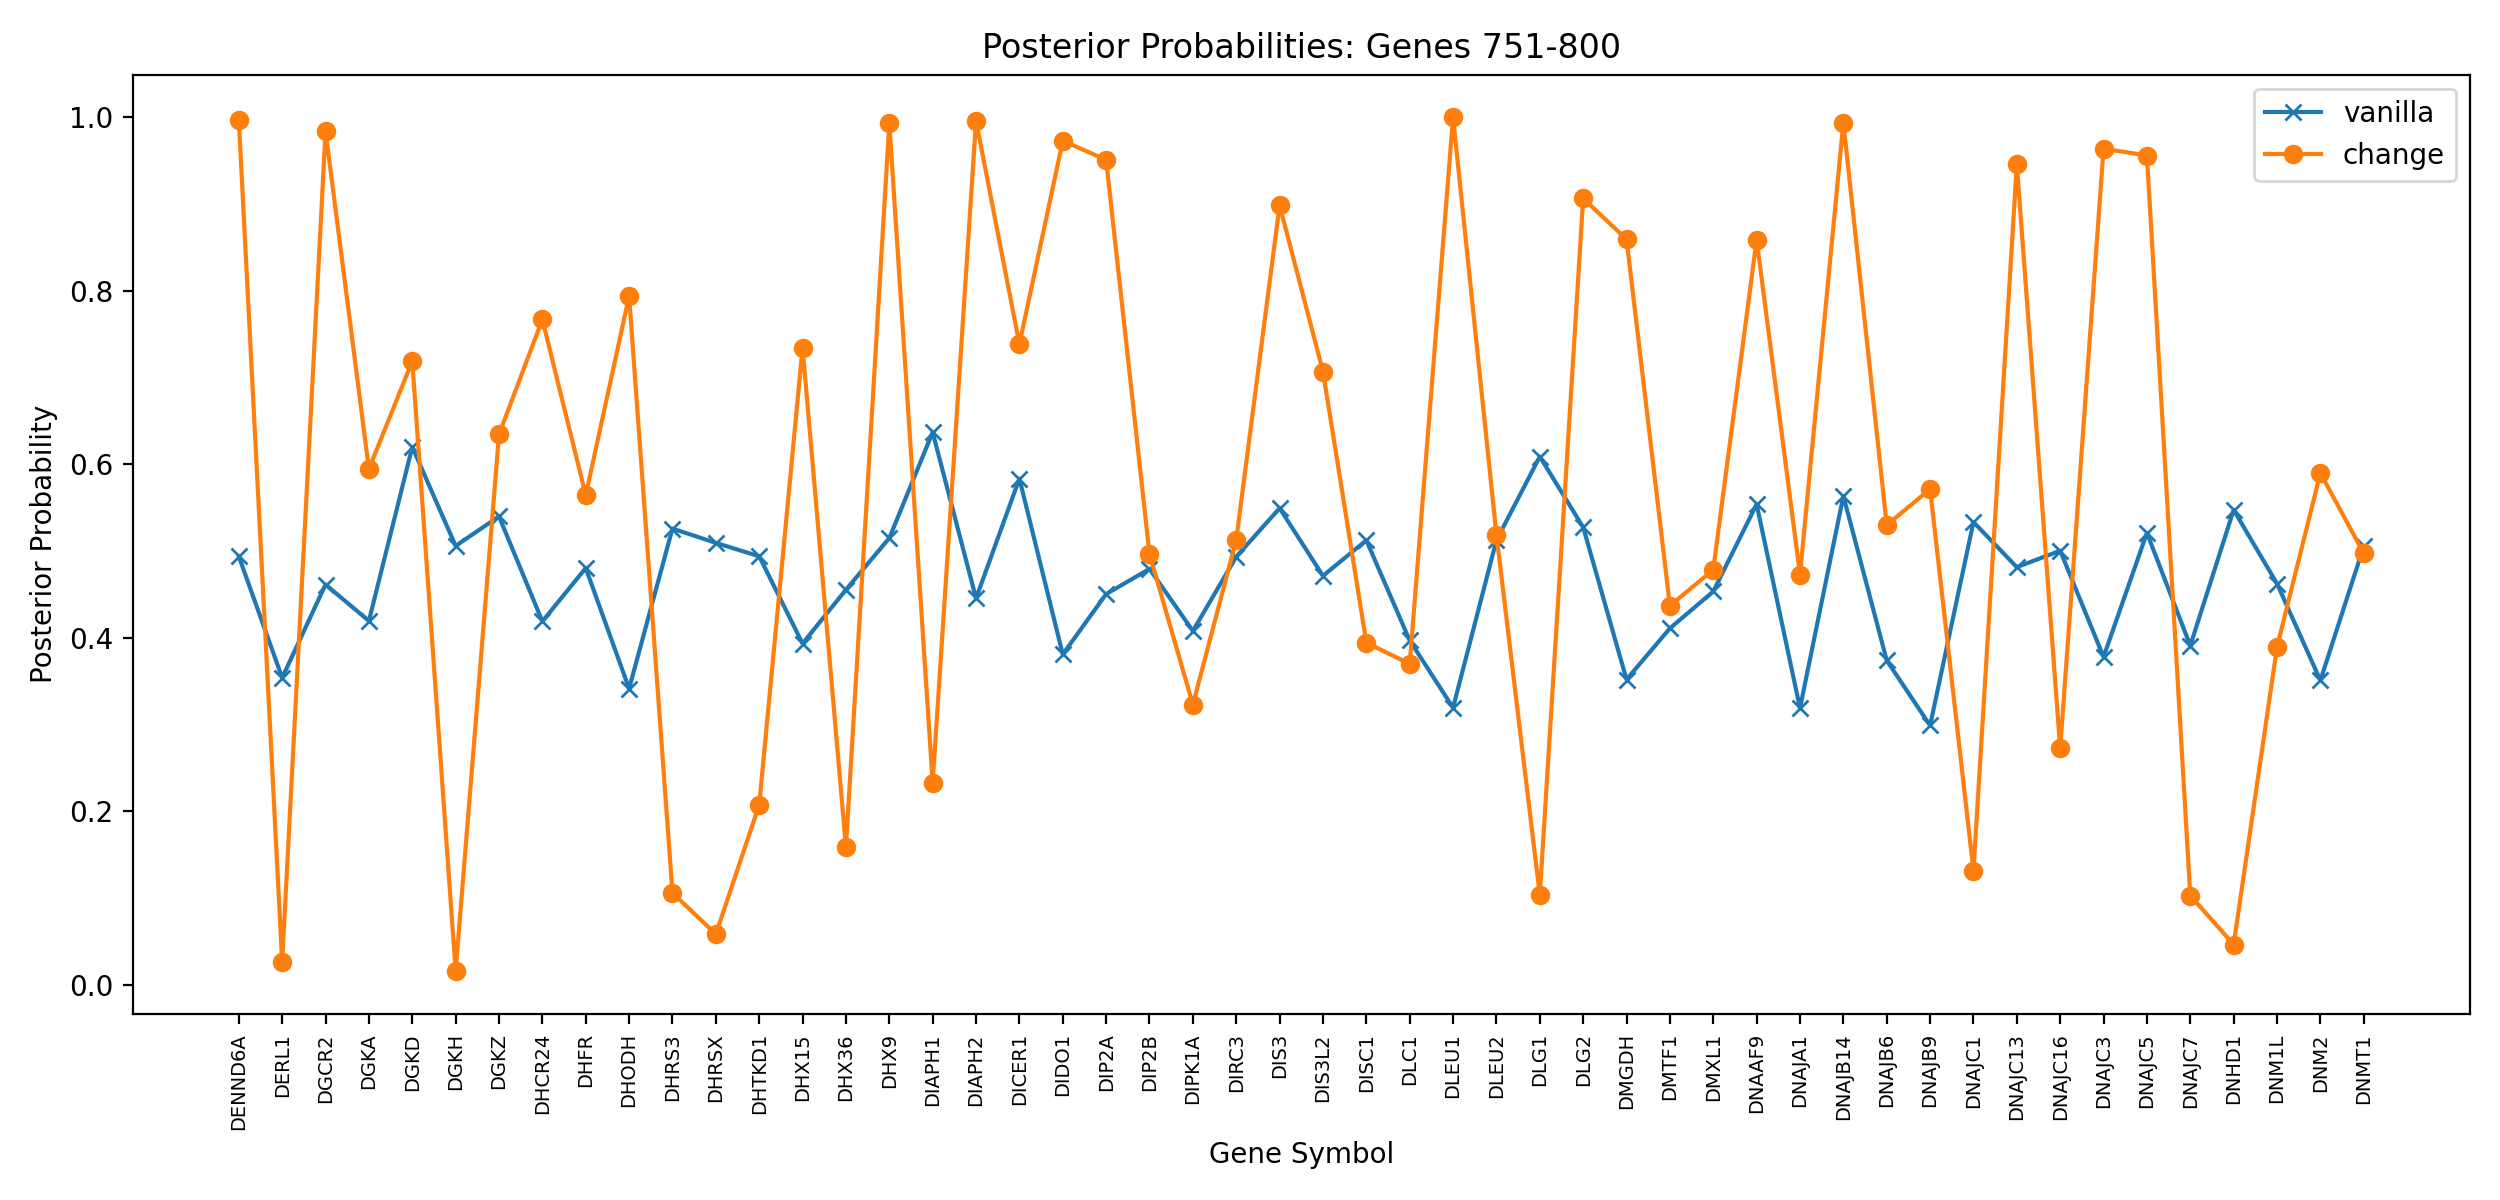 Posterior Probabilities: Genes 751-800
vanilla
change
Posterior Probability
1.0
0.8
0.6
0.4
0.2
0.0
DENND6A
DERL1
DGCR2
DGKA
DGKD
DGKH
DGKZ
DHCR24
DHFR
DHODH
DHRS3
DHRSX
DHTKD1
DHX15
DHX36
DHX9
DIAPH1
DIAPH2
DICER1
DIDO1
DIP2A
DIP2B
DIPK1A
DIRC3
DIS3
DIS3L2
DISC1
DLC1
DLEU1
DLEU2
DLG1
DLG2
DMGDH
DMTF1
DMXL1
DNAAF9
DNAJA1
DNAJB14
DNAJB6
DNAJB9
DNAJC1
DNAJC13
DNAJC16
DNAJC3
DNAJC5
DNAJC7
DNHD1
DNM1L
DNM2
DNMT1
Gene Symbol